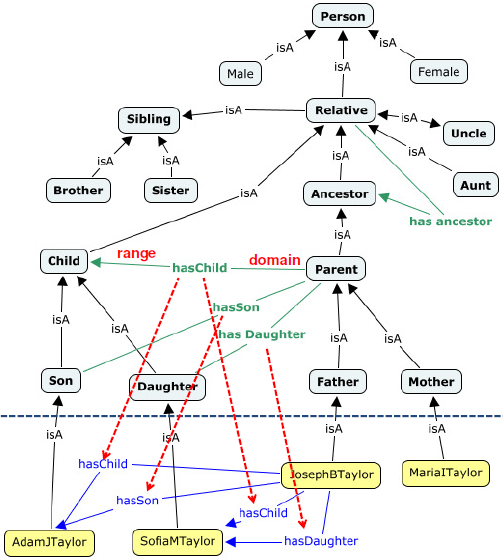 Person
isA
isA
isA
Male
Female
isA
Relative
Sibling
isA
Uncle
isA
isA
isA
isA
isA
Brother
Sister
isA
Aunt
Ancestor
has ancestor
isA
range
domain
Child
hasChild
Parent
hasSon
isA
isA
has Daughter
isA
isA
Son
Daughter
Father
Mother
isA
isA
isA
isA
hasChild
JosephBTaylor
MariaITaylor
hasSon
hasChild
AdamJTaylor
SofiaMTaylor
hasDaughter